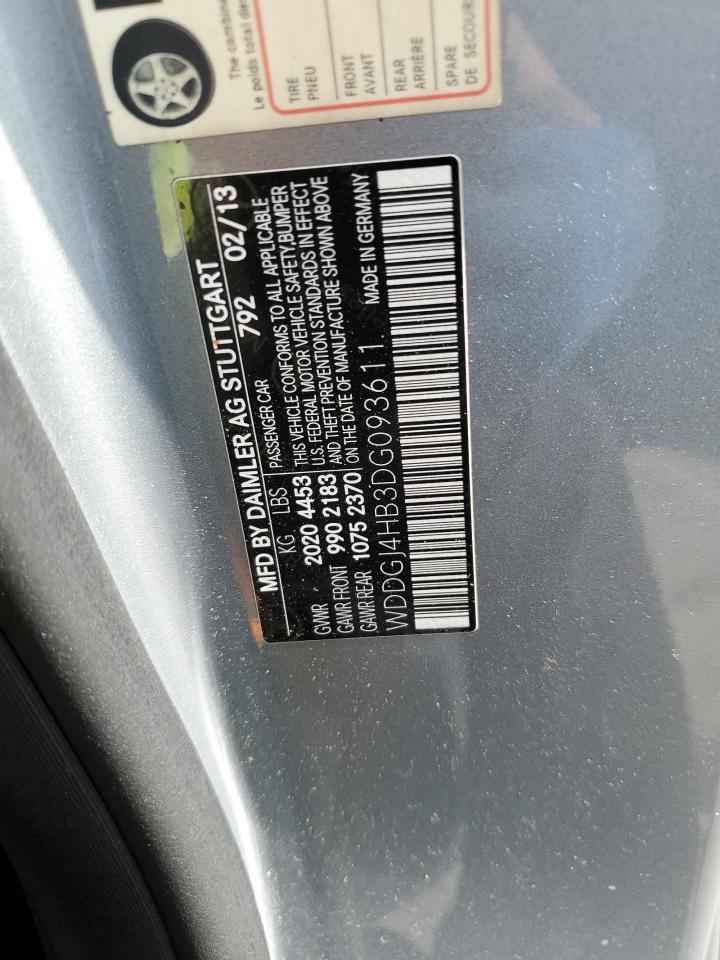 The combine
Le poids total de
TIRE
PNEU
FRONT
AVANT
REAR
ARRIÈRE
SPARE
DE SECOURS
MFD BY DAIMLER AG STUTTGART
792 02/13
KG LBS
GVWR 2020 4453
GAWR FRONT 990 2183
GAWR REAR 1075 2370
PASSENGER CAR
THIS VEHICLE CONFORMS TO ALL APPLICABLE
U.S. FEDERAL MOTOR VEHICLE SAFETY,BUMPER
AND THEFT PREVENTION STANDARDS IN EFFECT
ON THE DATE OF MANUFACTURE SHOWN ABOVE
MADE IN GERMANY
WDDGJ4HB3DG093611